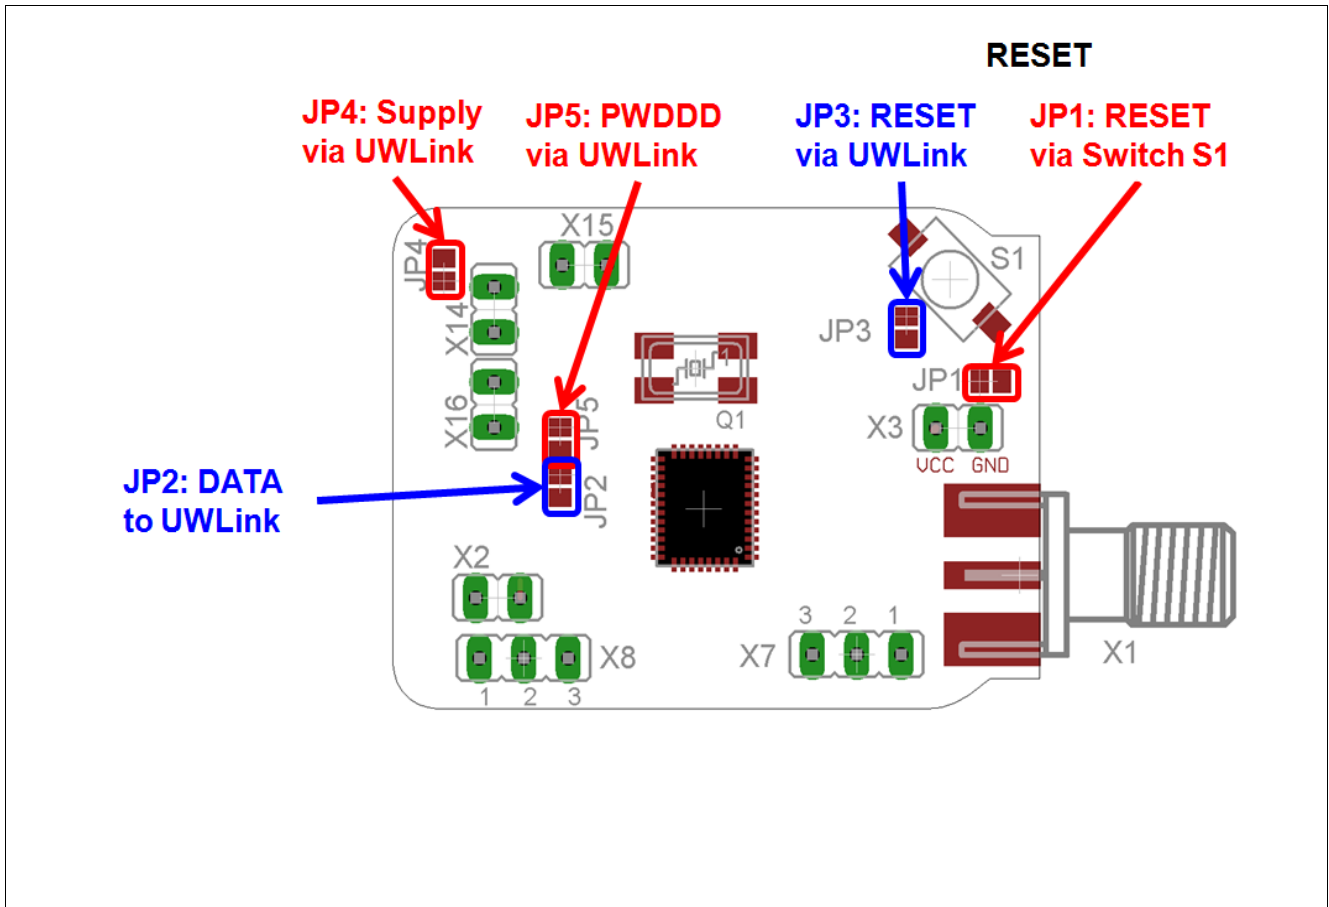 RESET
JP4: Supply
via UWLink
JP5: PWDDD
via UWLink
JP3: RESET
via UWLink
JP1: RESET
via Switch S1
X15
JP4
S1
X14
JP3
1
JP1
X16
JP5
Q1
X3
VCC GND
JP2: DATA
to UWLink
JP2
X2
3 2 1
X8
X7
X1
1 2 3